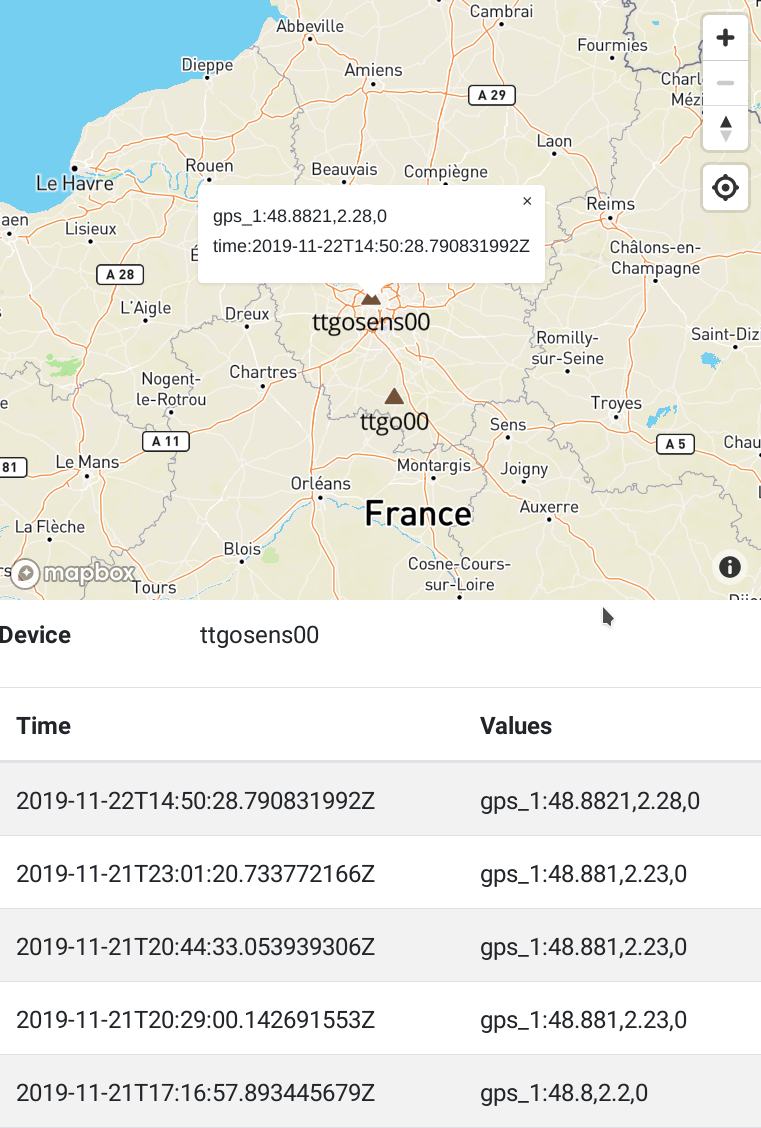 Cambrai
Abbeville
Fourmies
Dieppe
Amiens
A 29
Charl
Mézi
Laon
Rouen
Beauvais
Compiègne
Le Havre
Reims
aen
Lisieux
×
gps_1:48.8821,2.28,0
time:2019-11-22T14:50:28.790831992Z
É
Châlons-en-
Champagne
A 28
L'Aigle
Dreux
ttgosens00
Romilly-
sur-Seine
Saint-Diz
Chartres
Nogent-
le-Rotrou
e
ttgo00
Troyes
Sens
A 11
A 5
Chau
81
Le Mans
Montargis
Joigny
Orléans
France
Auxerre
La Flèche
Blois
Cosne-Cours-
sur-Loire
rs
mapbox
Tours
Dijo
Device ttgosens00
Time Values
2019-11-22T14:50:28.790831992Z gps_1:48.8821,2.28,0
2019-11-21T23:01:20.733772166Z gps_1:48.881,2.23,0
2019-11-21T20:44:33.053939306Z gps_1:48.881,2.23,0
2019-11-21T20:29:00.142691553Z gps_1:48.881,2.23,0
2019-11-21T17:16:57.893445679Z gps_1:48.8,2.2,0